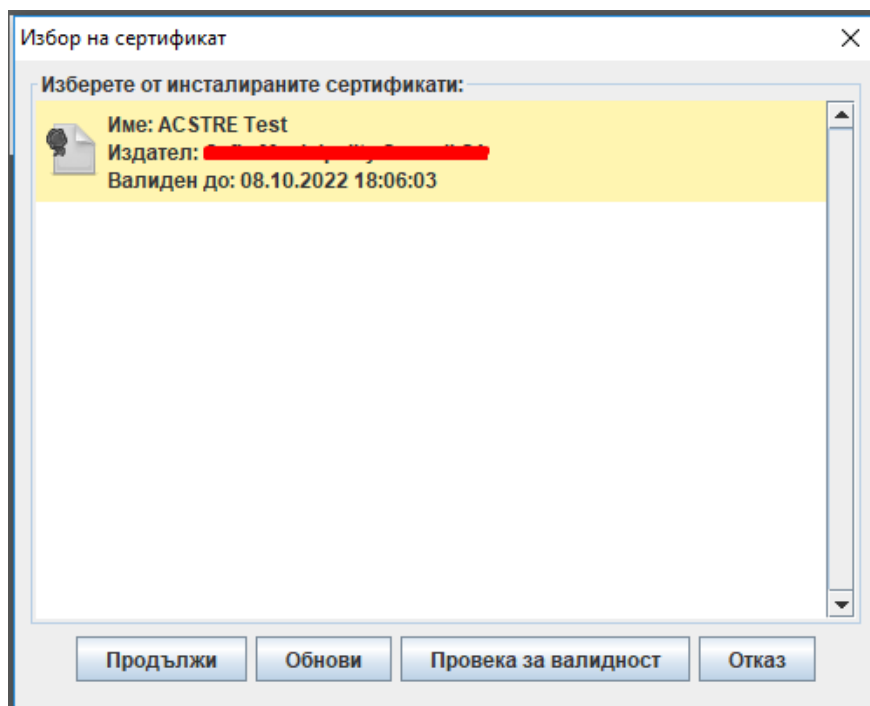 Избор на сертификат
Изберете от инсталираните сертификати:
Име: ACSTRE Test
Издател:
Валиден до: 08.10.2022 18:06:03
Продължи
Обнови
Провека за валидност
Отказ